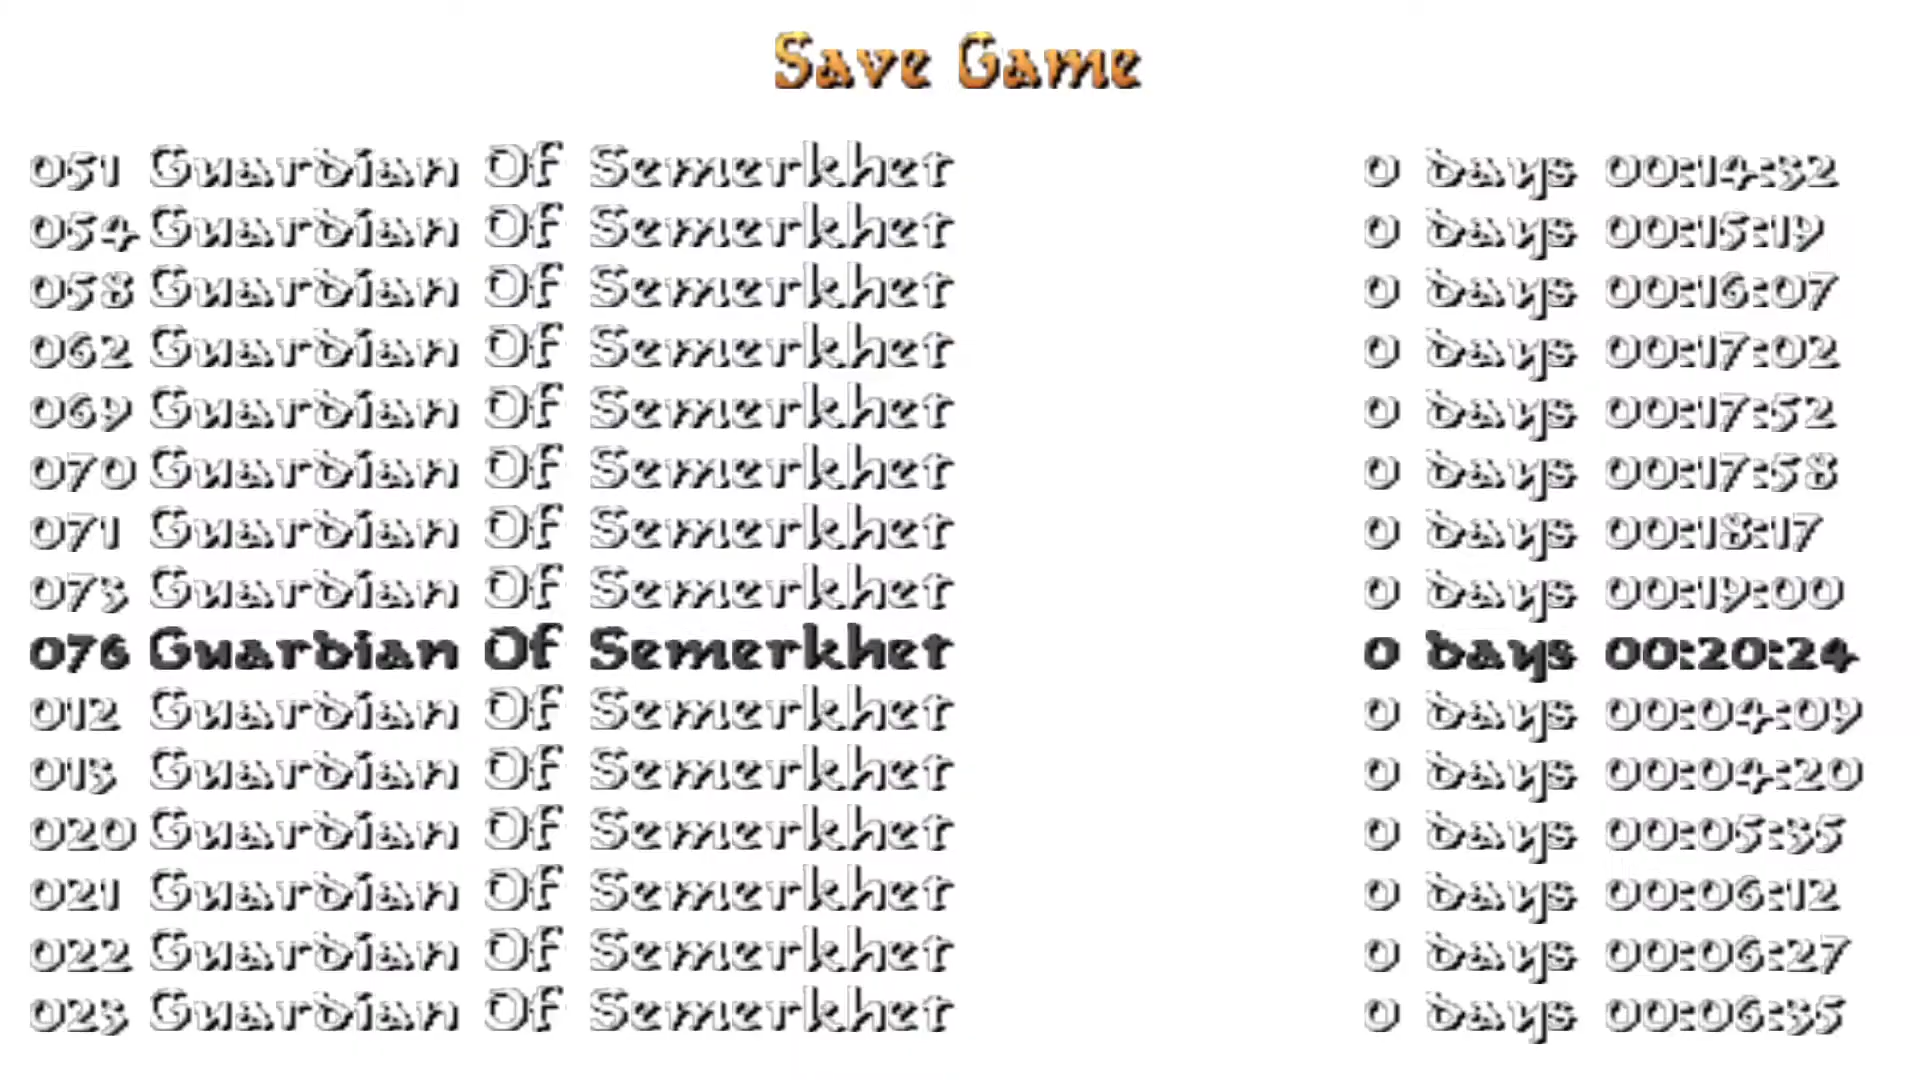 Save Game
051 Guardian Of Semerkhet 0 days 00:14:32
054 Guardian Of Semerkhet 0 days 00:15:19
058 Guardian Of Semerkhet 0 days 00:16:07
062 Guardian Of Semerkhet 0 days 00:17:02
069 Guardian Of Semerkhet 0 days 00:17:52
070 Guardian Of Semerkhet 0 days 00:17:58
071 Guardian Of Semerkhet 0 days 00:18:17
073 Guardian Of Semerkhet 0 days 00:19:00
076 Guardian Of Semerkhet 0 days 00:20:24
012 Guardian Of Semerkhet 0 days 00:04:09
013 Guardian Of Semerkhet 0 days 00:04:20
020 Guardian Of Semerkhet 0 days 00:05:35
021 Guardian Of Semerkhet 0 days 00:06:12
022 Guardian Of Semerkhet 0 days 00:06:27
023 Guardian Of Semerkhet 0 days 00:06:35